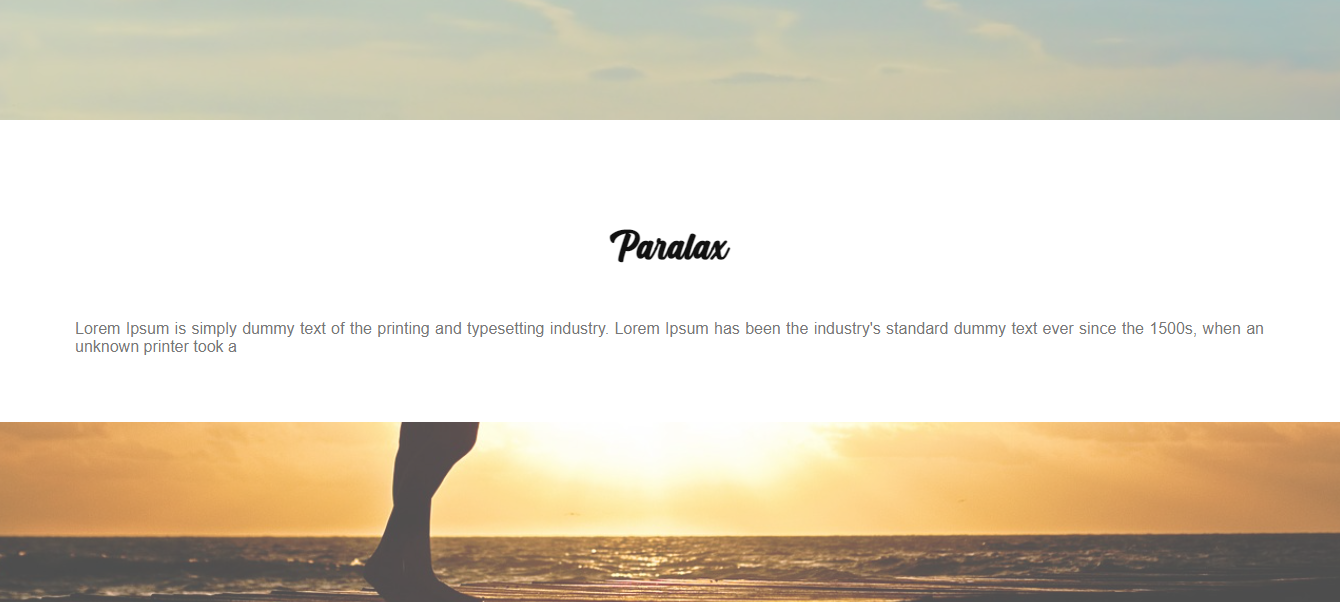 Paralax
Lorem Ipsum is simply dummy text of the printing and typesetting industry. Lorem Ipsum has been the industry's standard dummy text ever since the 1500s, when an
unknown printer took a